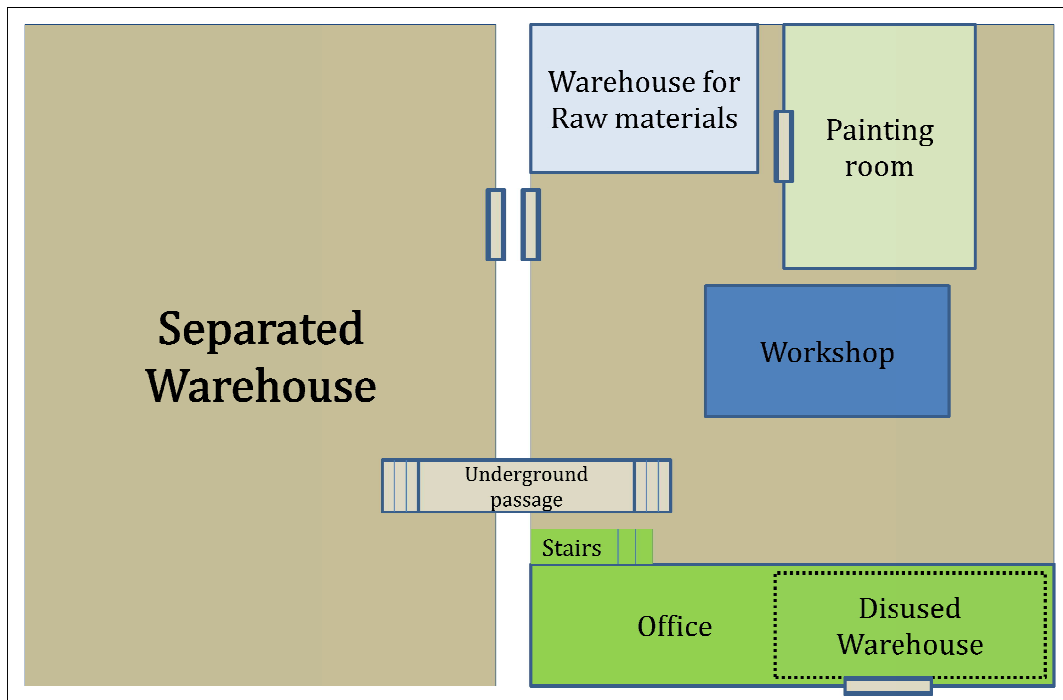 Warehouse for
Raw materials
Painting
room
Separated
Warehouse
Workshop
Underground
passage
Stairs
Office
Disused
Warehouse